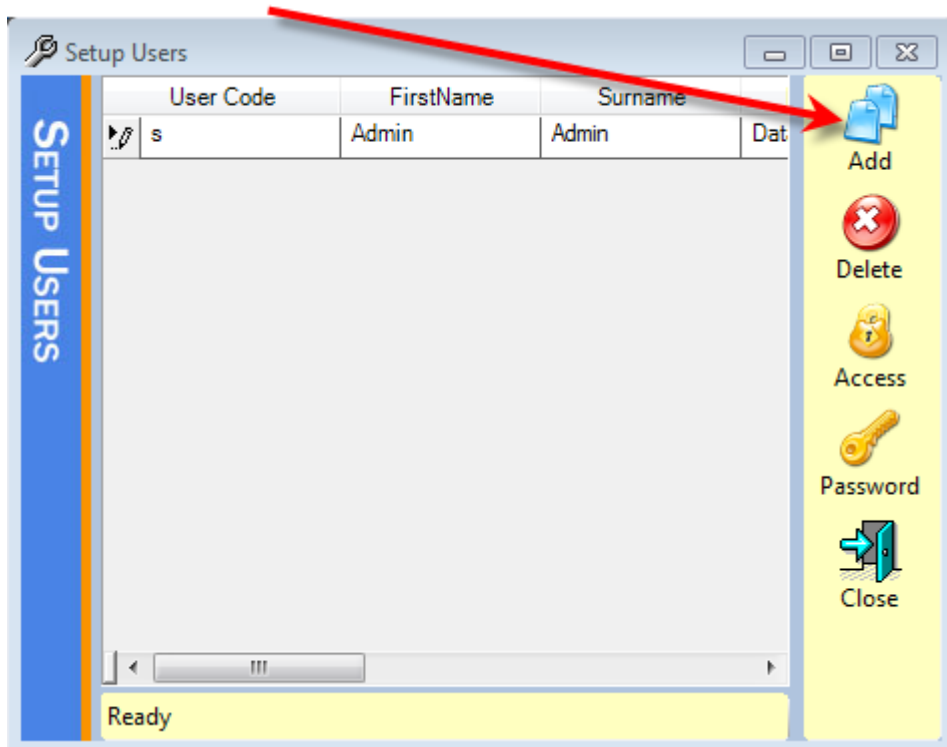 Setup Users
SETUP USERS
User Code FirstName Surname
s Admin Admin Dat
Add
Delete
Access
Password
Close
Ready